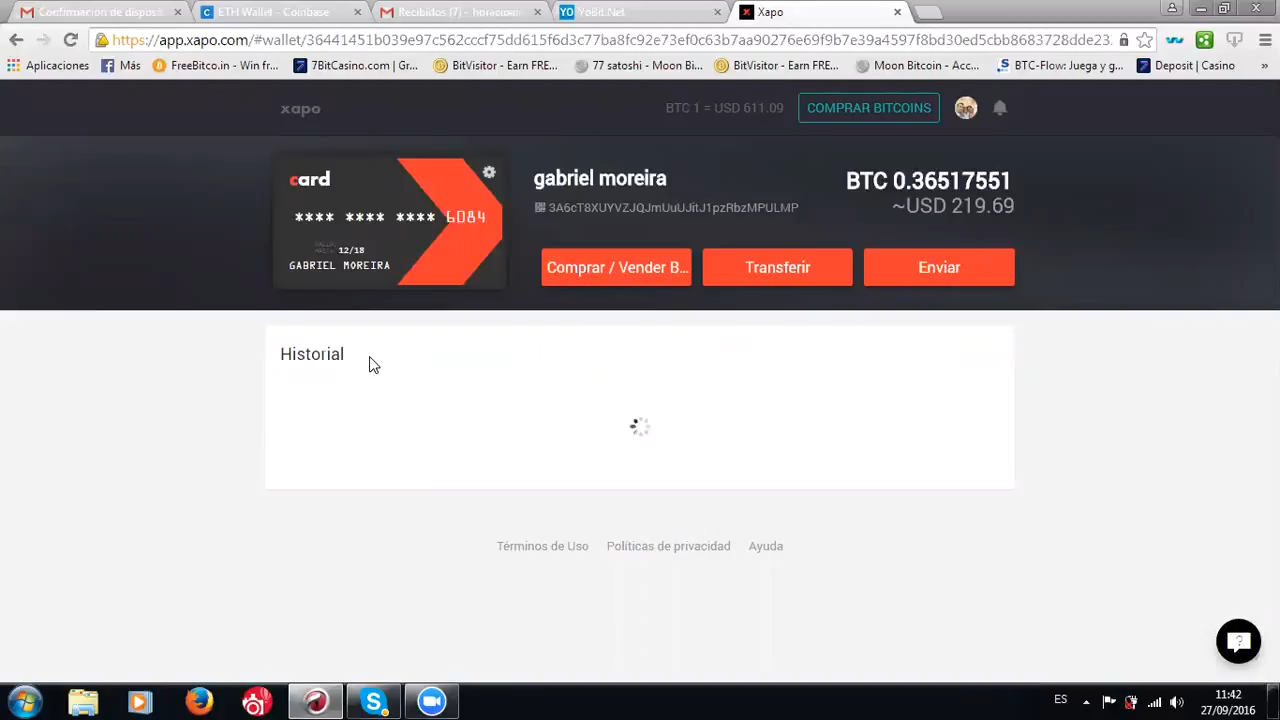 Confirmación de disposit
ETH Wallet - Coinbase
Recibidos (7) - horacioaa
YoBit.Net
Xapo
https://app.xapo.com/#wallet/36441451b039e97c562cccf75dd615f6d3c77ba8fc92e73ef0c63b7aa90276e69f9b7e39a4597f8bd30ed5cbb8683728dde23
Aplicaciones
Más
FreeBitco.in - Win fr...
7BitCasino.com | Gr...
BitVisitor - Earn FRE...
77 satoshi - Moon Bi...
BitVisitor - Earn FRE...
Moon Bitcoin - Acc...
BTC-Flow: Juega y g...
Deposit | Casino
»
xapo
BTC 1 = USD 611.09
COMPRAR BITCOINS
card
**** **** **** 6084
12/18
GABRIEL MOREIRA
gabriel moreira
3A6cT8XUYVZJQJmUuUJitJ1pzRbzMPULMP
BTC 0.36517551
~USD 219.69
Comprar / Vender B...
Transferir
Enviar
Historial
Términos de Uso
Políticas de privacidad
Ayuda
ES
11:42
27/09/2016